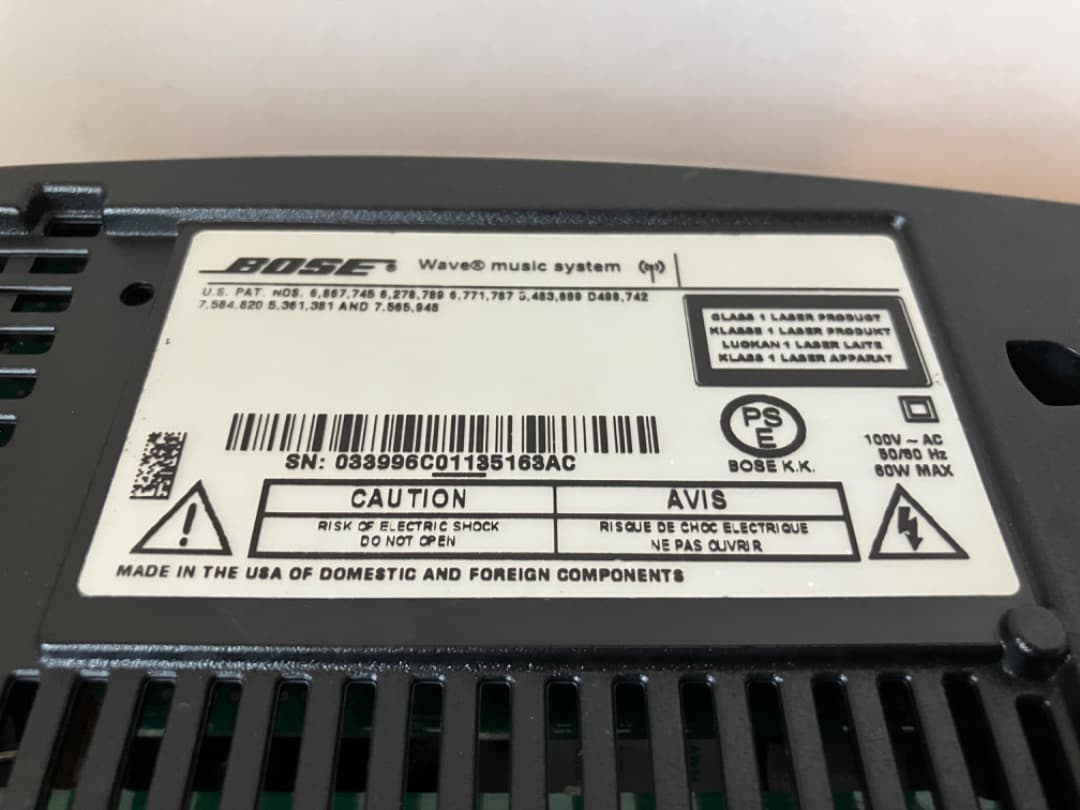 BOSE® Wave® music system
U.S. PAT. NOS. 6,867,745 6,278,789 6,771,787 5,483,689 D498,742
7,584,820 5,361,381 AND 7,565,948
CLASS 1 LASER PRODUCT
KLASSE 1 LASER PRODUKT
LUOKAN 1 LASER LAITE
KLASS 1 LASER APPARAT
PS
E
BOSE K.K.
100V ~ AC
50/60 Hz
60W MAX
SN: 033996C01135163AC
CAUTION
RISK OF ELECTRIC SHOCK
DO NOT OPEN
AVIS
RISQUE DE CHOC ELECTRIQUE
NE PAS OUVRIR
MADE IN THE USA OF DOMESTIC AND FOREIGN COMPONENTS